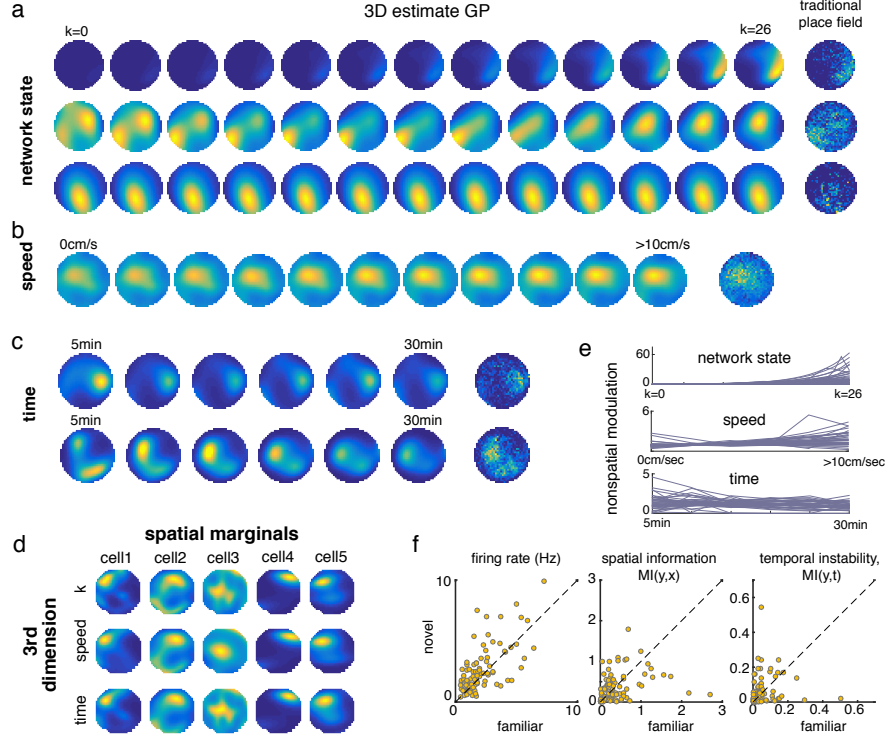 a
3D estimate GP
traditional
place field
k=0
k=26
network state
b
speed
0cm/s
>10cm/s
c
time
5min
30min
5min
30min
d
spatial marginals
cell1 cell2 cell3 cell4 cell5
3rd
dimension
k
speed
time
e
nonspatial modulation
network state
60
0
k=0
k=26
speed
6
0
0cm/sec
>10cm/sec
time
5
0
5min
30min
f
firing rate (Hz)
novel
10
0
0
10
familiar
spatial information
MI(y,x)
3
2
1
0
0 1 2 3
familiar
temporal instability,
MI(y,t)
0.6
0.4
0.2
0
0 0.2 0.4 0.6
familiar